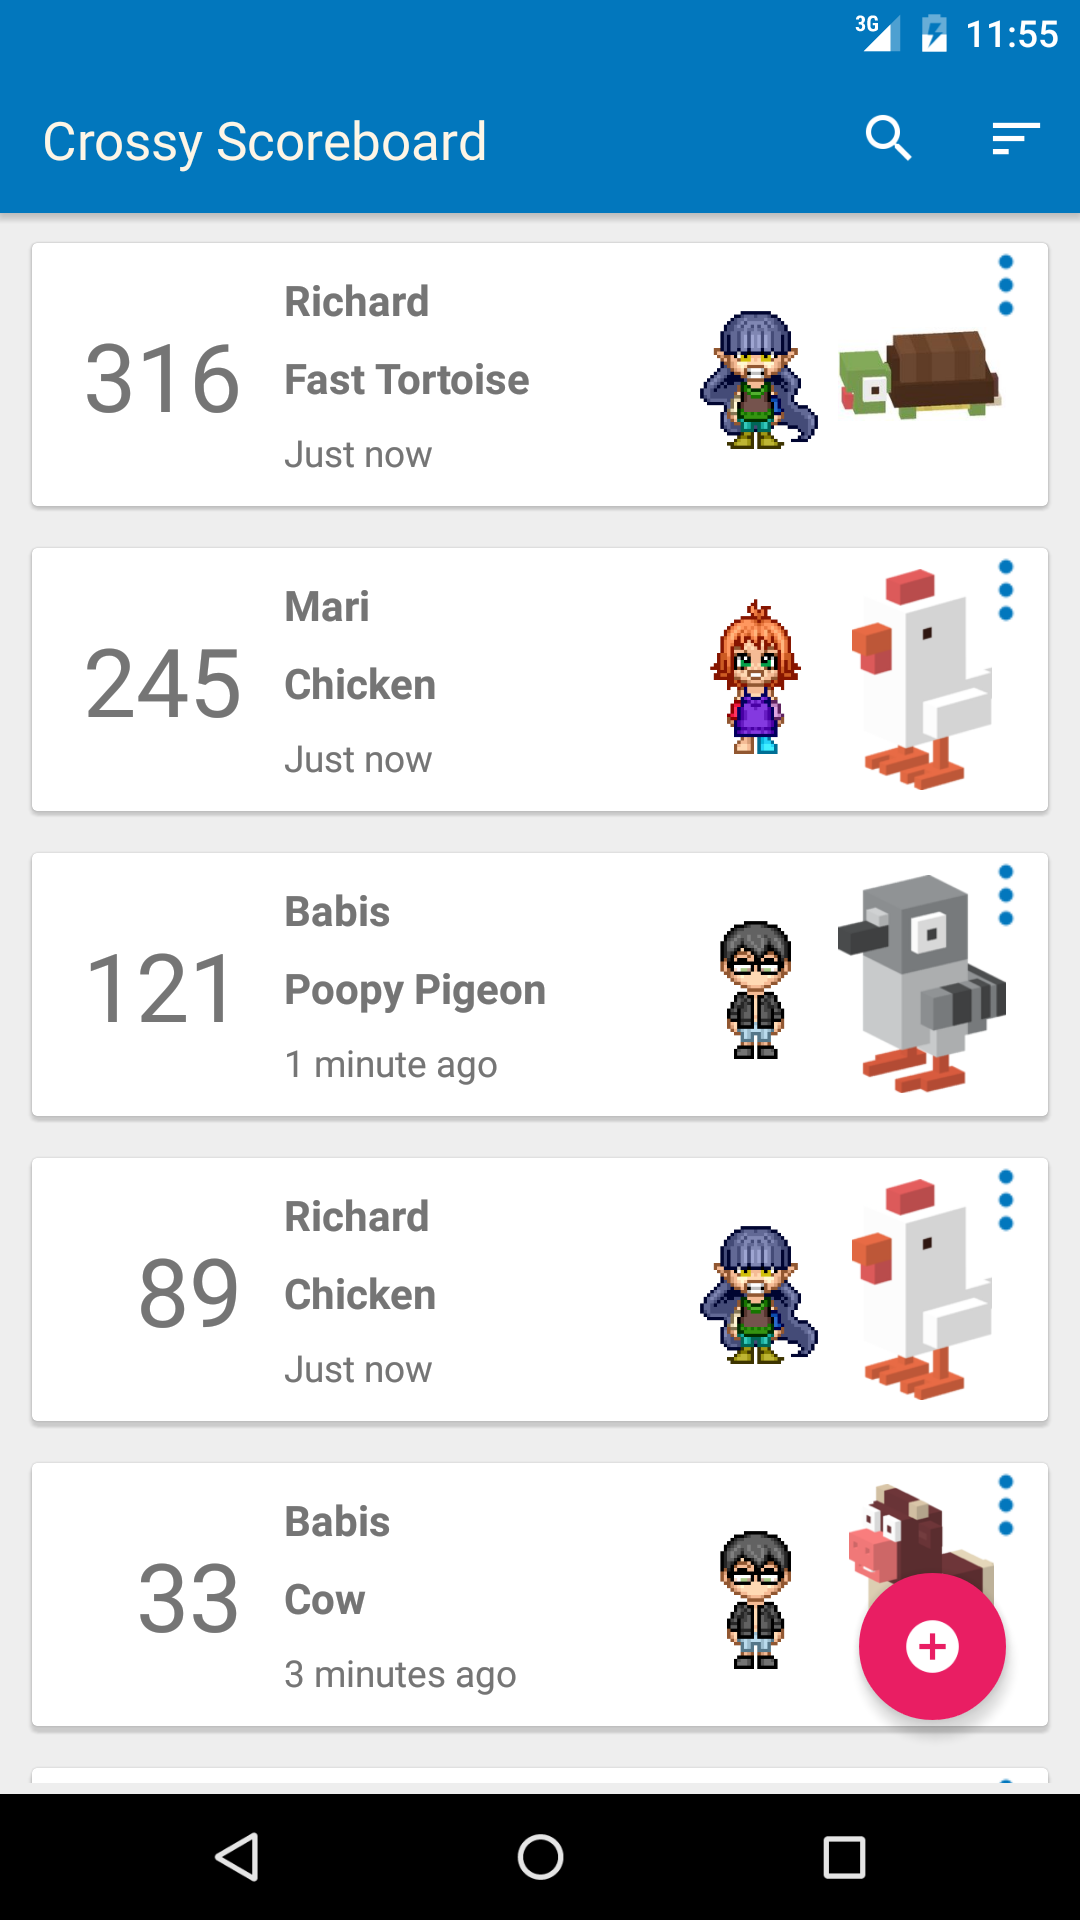 3G 11:55
Crossy Scoreboard
Richard
316
Fast Tortoise
Just now
Mari
245
Chicken
Just now
Babis
121
Poopy Pigeon
1 minute ago
Richard
89
Chicken
Just now
Babis
33
Cow
3 minutes ago